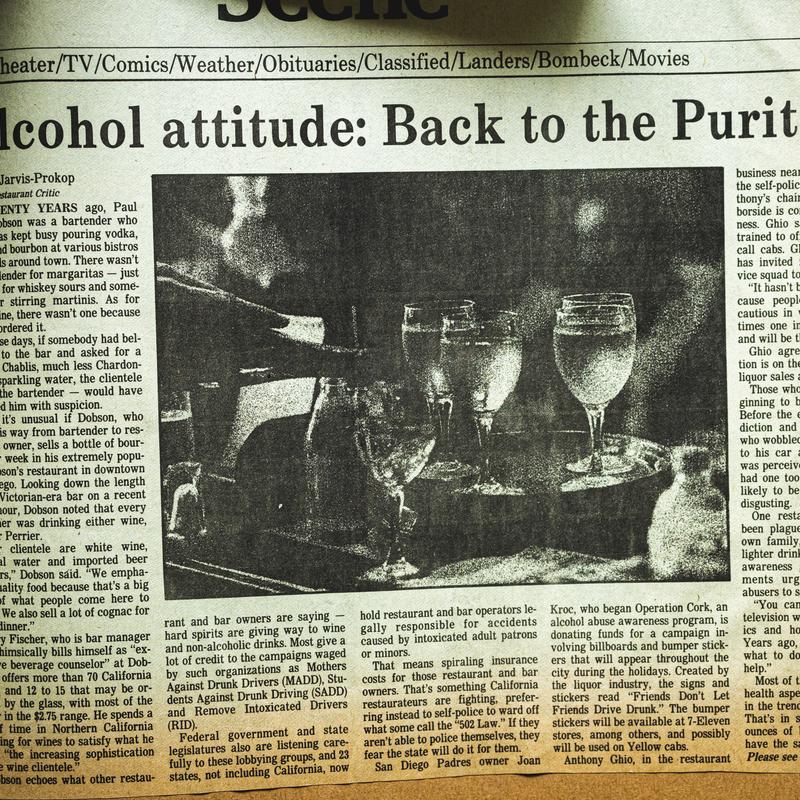 Scene
heater/TV/Comics/Weather/Obituaries/Classified/Landers/Bombeck/Movies
lcohol attitude: Back to the Purit
Jarvis-Prokop
staurant Critic
ENTY YEARS ago, Paul
obson was a bartender who
as kept busy pouring vodka,
nd bourbon at various bistros
ls around town. There wasn't
lender for margaritas — just
for whiskey sours and some-
r stirring martinis. As for
ine, there wasn't one because
ordered it.
se days, if somebody had bel-
to the bar and asked for a
Chablis, much less Chardon-
sparkling water, the clientele
the bartender — would have
d him with suspicion.
it's unusual if Dobson, who
is way from bartender to res-
owner, sells a bottle of bour-
week in his extremely popu-
son's restaurant in downtown
ego. Looking down the length
Victorian-era bar on a recent
hour, Dobson noted that every
er was drinking either wine,
r Perrier.
r clientele are white wine,
al water and imported beer
rs," Dobson said. "We empha-
uality food because that's a big
of what people come here to
We also sell a lot of cognac for
dinner."
y Fischer, who is bar manager
himsically bills himself as "ex-
ve beverage counselor" at Dob-
offers more than 70 California
and 12 to 15 that may be or-
by the glass, with most of the
r in the $2.75 range. He spends a
f time in Northern California
ing for wines to satisfy what he
"the increasing sophistication
e wine clientele."
bson echoes what other restau-
rant and bar owners are saying —
hard spirits are giving way to wine
and non-alcoholic drinks. Most give a
lot of credit to the campaigns waged
by such organizations as Mothers
Against Drunk Drivers (MADD), Stu-
dents Against Drunk Driving (SADD)
and Remove Intoxicated Drivers
(RID).
Federal government and state
legislatures also are listening care-
fully to these lobbying groups, and 23
states, not including California, now
hold restaurant and bar operators le-
gally responsible for accidents
caused by intoxicated adult patrons
or minors.
That means spiraling insurance
costs for those restaurant and bar
owners. That's something California
restaurateurs are fighting, prefer-
ring instead to self-police to ward off
what some call the "502 Law." If they
aren't able to police themselves, they
fear the state will do it for them.
San Diego Padres owner Joan
Kroc, who began Operation Cork, an
alcohol abuse awareness program, is
donating funds for a campaign in-
volving billboards and bumper stick-
ers that will appear throughout the
city during the holidays. Created by
the liquor industry, the signs and
stickers read "Friends Don't Let
Friends Drive Drunk." The bumper
stickers will be available at 7-Eleven
stores, among others, and possibly
will be used on Yellow cabs.
Anthony Ghio, in the restaurant
business near
the self-polic
thony's chain
borside is co
ness. Ghio sa
trained to of
call cabs. Gh
has invited
vice squad to
"It hasn't b
cause people
cautious in
times one in
and will be th
Ghio agre
tion is on the
liquor sales a
Those who
ginning to b
Before the e
diction and
who wobbled
to his car a
was perceive
had one too
likely to be
disgusting.
One resta
been plague
own family,
lighter drink
awareness
ments urg
abusers to s
"You can
television w
ics and ho
Years ago,
what to do
help."
Most of t
health aspe
in the trend
That's in s
ounces of
have the sa
Please see